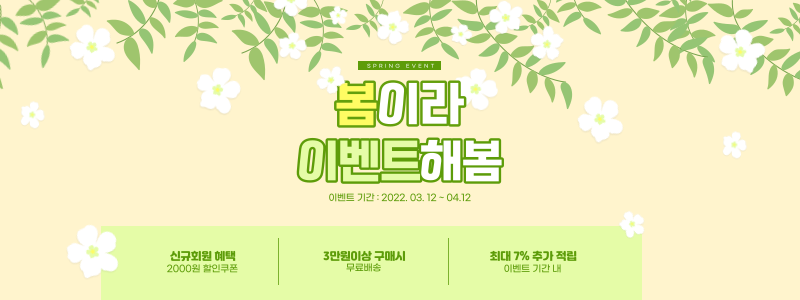 SPRING EVENT
봄이라
이벤트해봄
이벤트 기간 : 2022. 03. 12 ~ 04.12
신규회원 혜택
2000원 할인쿠폰
3만원이상 구매시
무료배송
최대 7% 추가 적립
이벤트 기간 내